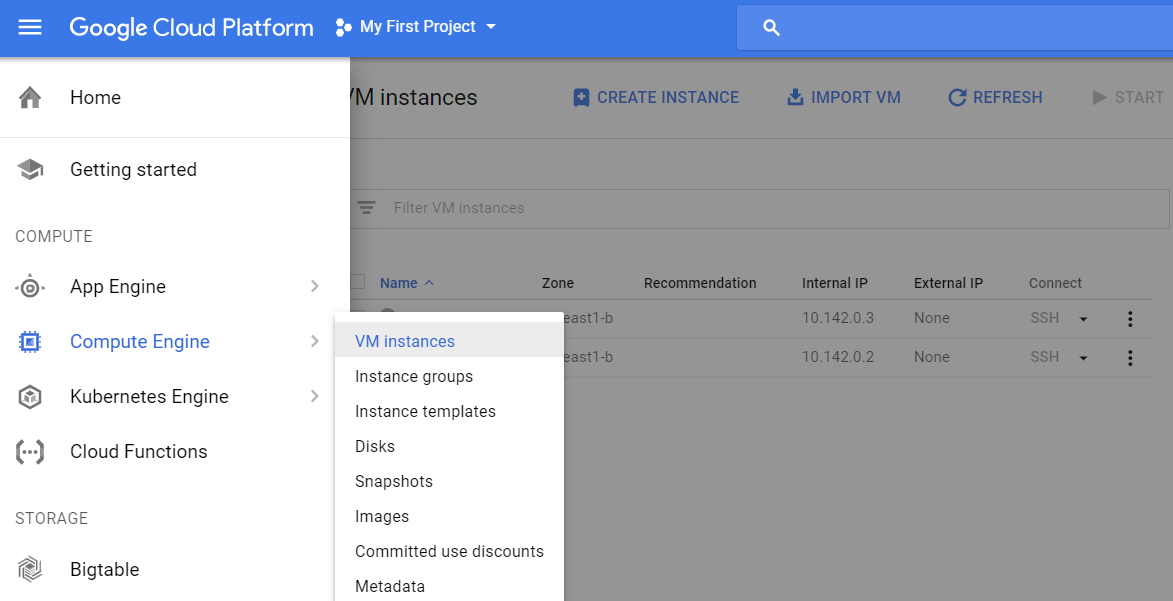 Google Cloud Platform My First Project
Home
Getting started
COMPUTE
App Engine
Compute Engine
Kubernetes Engine
Cloud Functions
STORAGE
Bigtable
VM instances
Instance groups
Instance templates
Disks
Snapshots
Images
Committed use discounts
Metadata
VM instances CREATE INSTANCE IMPORT VM REFRESH START
Filter VM instances
Name Zone Recommendation Internal IP External IP Connect
east1-b 10.142.0.3 None SSH
east1-b 10.142.0.2 None SSH